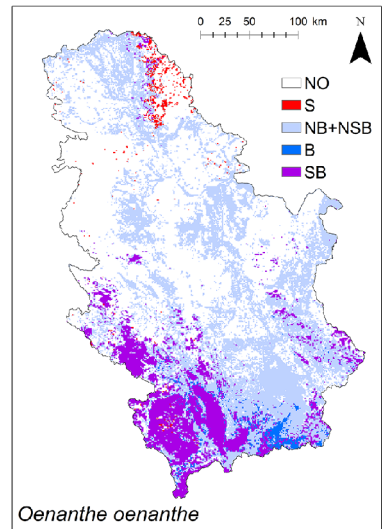 0 25 50 100 km
N
NO
S
NB+NSB
B
SB
Oenanthe oenanthe